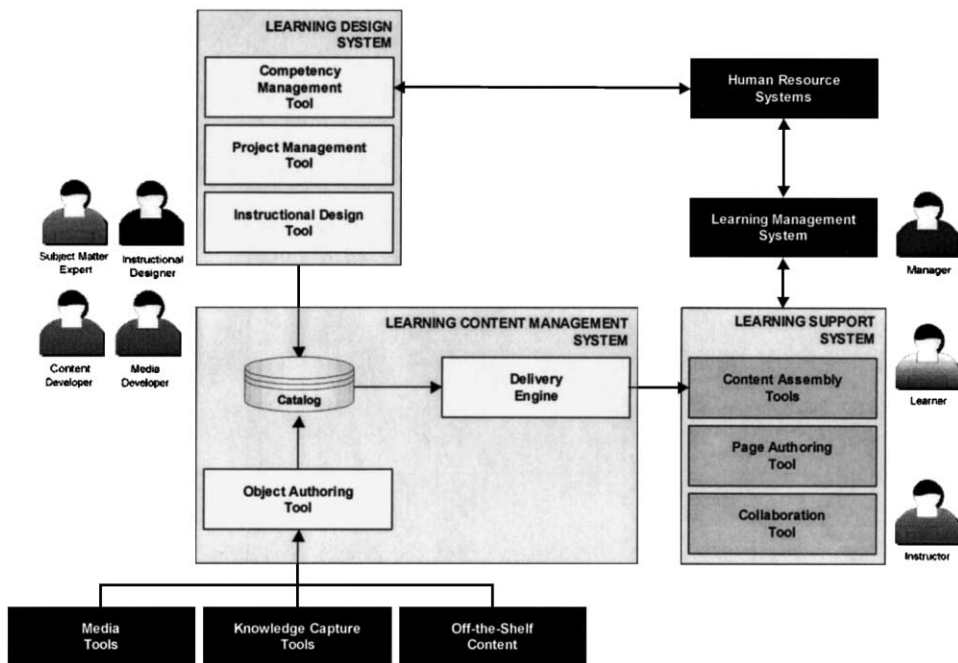 LEARNING DESIGN
SYSTEM
Competency
Management
Tool
Project Management
Tool
Instructional Design
Tool
Human Resource
Systems
Learning Management
System
Subject Matter
Expert
Instructional
Designer
Content
Developer
Media
Developer
Manager
LEARNING CONTENT MANAGEMENT
SYSTEM
Catalog
Delivery
Engine
Object Authoring
Tool
LEARNING SUPPORT
SYSTEM
Content Assembly
Tools
Page Authoring
Tool
Collaboration
Tool
Learner
Instructor
Media
Tools
Knowledge Capture
Tools
Off-the-Shelf
Content